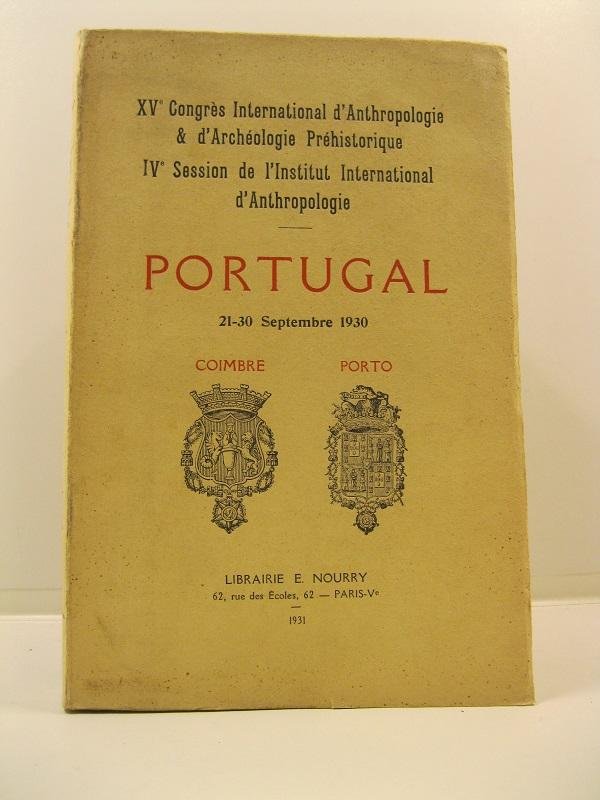 XVᵉ Congrès International d'Anthropologie
& d'Archéologie Préhistorique
IVᵉ Session de l'Institut International
d'Anthropologie
PORTUGAL
21-30 Septembre 1930
COIMBRE PORTO
LIBRAIRIE E. NOURRY
62, rue des Écoles, 62 — PARIS-Vᵉ
1931